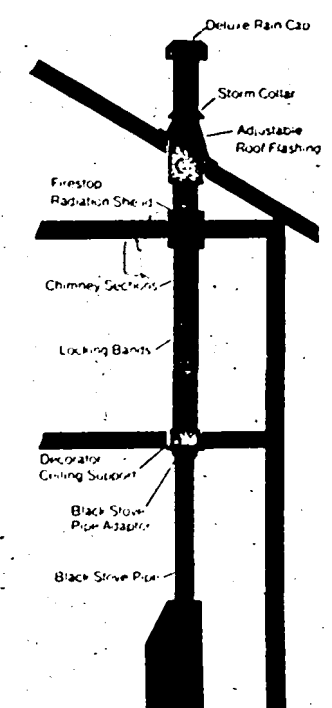 Deluxe Rain Cap
Storm Collar
Adjustable
Roof Flashing
Firestop
Radiation Shield
Chimney Sections
Locking Bands
Decorator
Ceiling Support
Black Stove
Pipe Adaptor
Black Stove Pipe